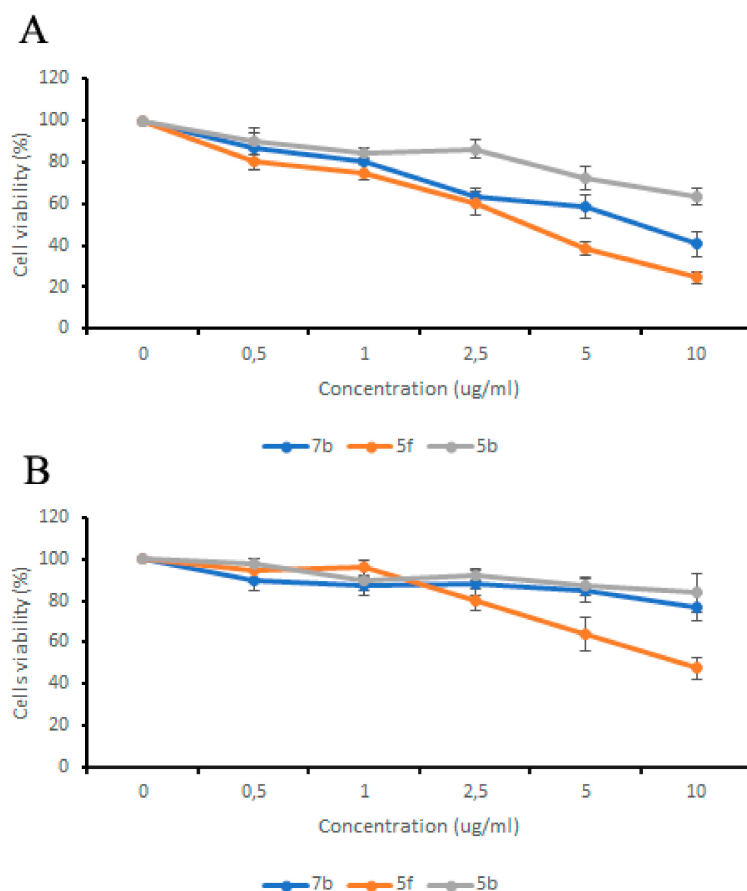 A
120
100
80
60
40
20
0
Cell viability (%)
0 0,5 1 2,5 5 10
Concentration (ug/ml)
7b 5f 5b
B
120
100
80
60
40
20
0
Cells viability (%)
0 0,5 1 2,5 5 10
Concentration (ug/ml)
7b 5f 5b